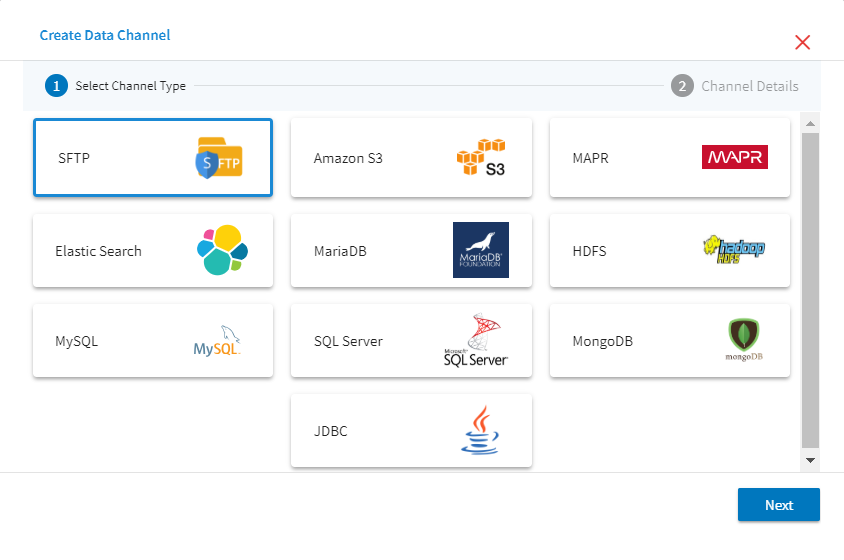 Create Data Channel
1 Select Channel Type
2 Channel Details
SFTP
S FTP
Amazon S3
S3
MAPR
MAPR
Elastic Search
MariaDB
MariaDB
FOUNDATION
HDFS
hadoop
HDFS
MySQL
MySQL
SQL Server
Microsoft
SQL Server
MongoDB
mongoDB
JDBC
Next